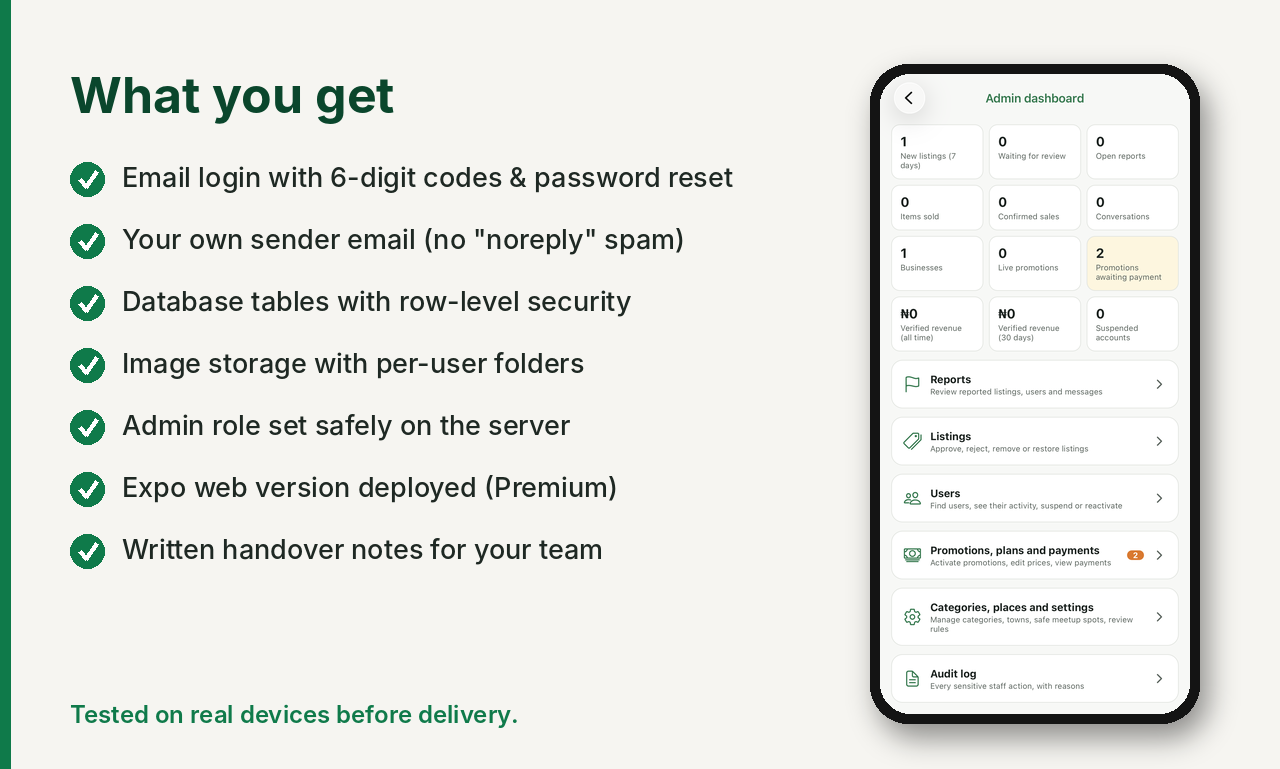 What you get
Email login with 6-digit codes & password reset
Your own sender email (no "noreply" spam)
Database tables with row-level security
Image storage with per-user folders
Admin role set safely on the server
Expo web version deployed (Premium)
Written handover notes for your team
Tested on real devices before delivery.
Admin dashboard
1
New listings (7
days)
0
Waiting for review
0
Open reports
0
Items sold
0
Confirmed sales
0
Conversations
1
Businesses
0
Live promotions
2
Promotions
awaiting payment
₦0
Verified revenue
(all time)
₦0
Verified revenue
(30 days)
0
Suspended
accounts
Reports
Review reported listings, users and messages
Listings
Approve, reject, remove or restore listings
Users
Find users, see their activity, suspend or reactivate
Promotions, plans and payments
Activate promotions, edit prices, view payments
2
Categories, places and settings
Manage categories, towns, safe meetup spots, review
rules
Audit log
Every sensitive staff action, with reasons